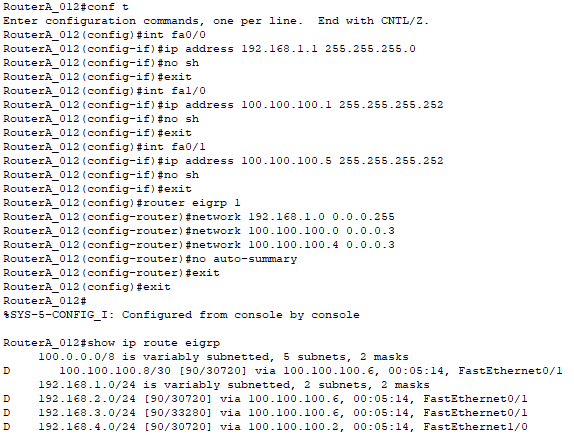 RouterA_012#conf t
Enter configuration commands, one per line.  End with CNTL/Z.
RouterA_012(config)#int fa0/0
RouterA_012(config-if)#ip address 192.168.1.1 255.255.255.0
RouterA_012(config-if)#no sh
RouterA_012(config-if)#exit
RouterA_012(config)#int fa1/0
RouterA_012(config-if)#ip address 100.100.100.1 255.255.255.252
RouterA_012(config-if)#no sh
RouterA_012(config-if)#exit
RouterA_012(config)#int fa0/1
RouterA_012(config-if)#ip address 100.100.100.5 255.255.255.252
RouterA_012(config-if)#no sh
RouterA_012(config-if)#exit
RouterA_012(config)#router eigrp 1
RouterA_012(config-router)#network 192.168.1.0 0.0.0.255
RouterA_012(config-router)#network 100.100.100.0 0.0.0.3
RouterA_012(config-router)#network 100.100.100.4 0.0.0.3
RouterA_012(config-router)#no auto-summary
RouterA_012(config-router)#exit
RouterA_012(config)#exit
RouterA_012#
%SYS-5-CONFIG_I: Configured from console by console
RouterA_012#show ip route eigrp
     100.0.0.0/8 is variably subnetted, 5 subnets, 2 masks
D       100.100.100.8/30 [90/30720] via 100.100.100.6, 00:05:14, FastEthernet0/1
     192.168.1.0/24 is variably subnetted, 2 subnets, 2 masks
D    192.168.2.0/24 [90/30720] via 100.100.100.6, 00:05:14, FastEthernet0/1
D    192.168.3.0/24 [90/33280] via 100.100.100.6, 00:05:14, FastEthernet0/1
D    192.168.4.0/24 [90/30720] via 100.100.100.2, 00:05:14, FastEthernet1/0